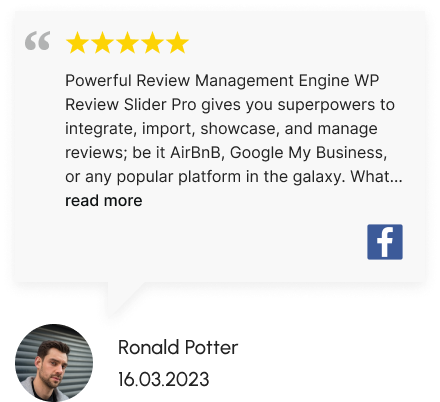 Powerful Review Management Engine WP
Review Slider Pro gives you superpowers to
integrate, import, showcase, and manage
reviews; be it AirBnB, Google My Business,
or any popular platform in the galaxy. What...
read more
Ronald Potter
16.03.2023